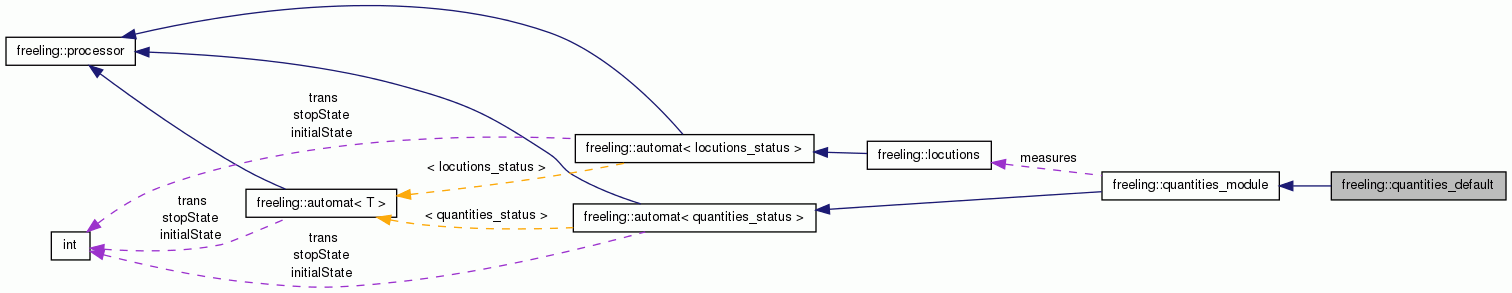 freeling::processor
trans
stopState
initialState
freeling::automat< locutions_status >
freeling::locutions
measures
< locutions_status >
freeling::quantities_module
freeling::quantities_default
freeling::automat< T >
trans
stopState
initialState
< quantities_status >
freeling::automat< quantities_status >
int
trans
stopState
initialState